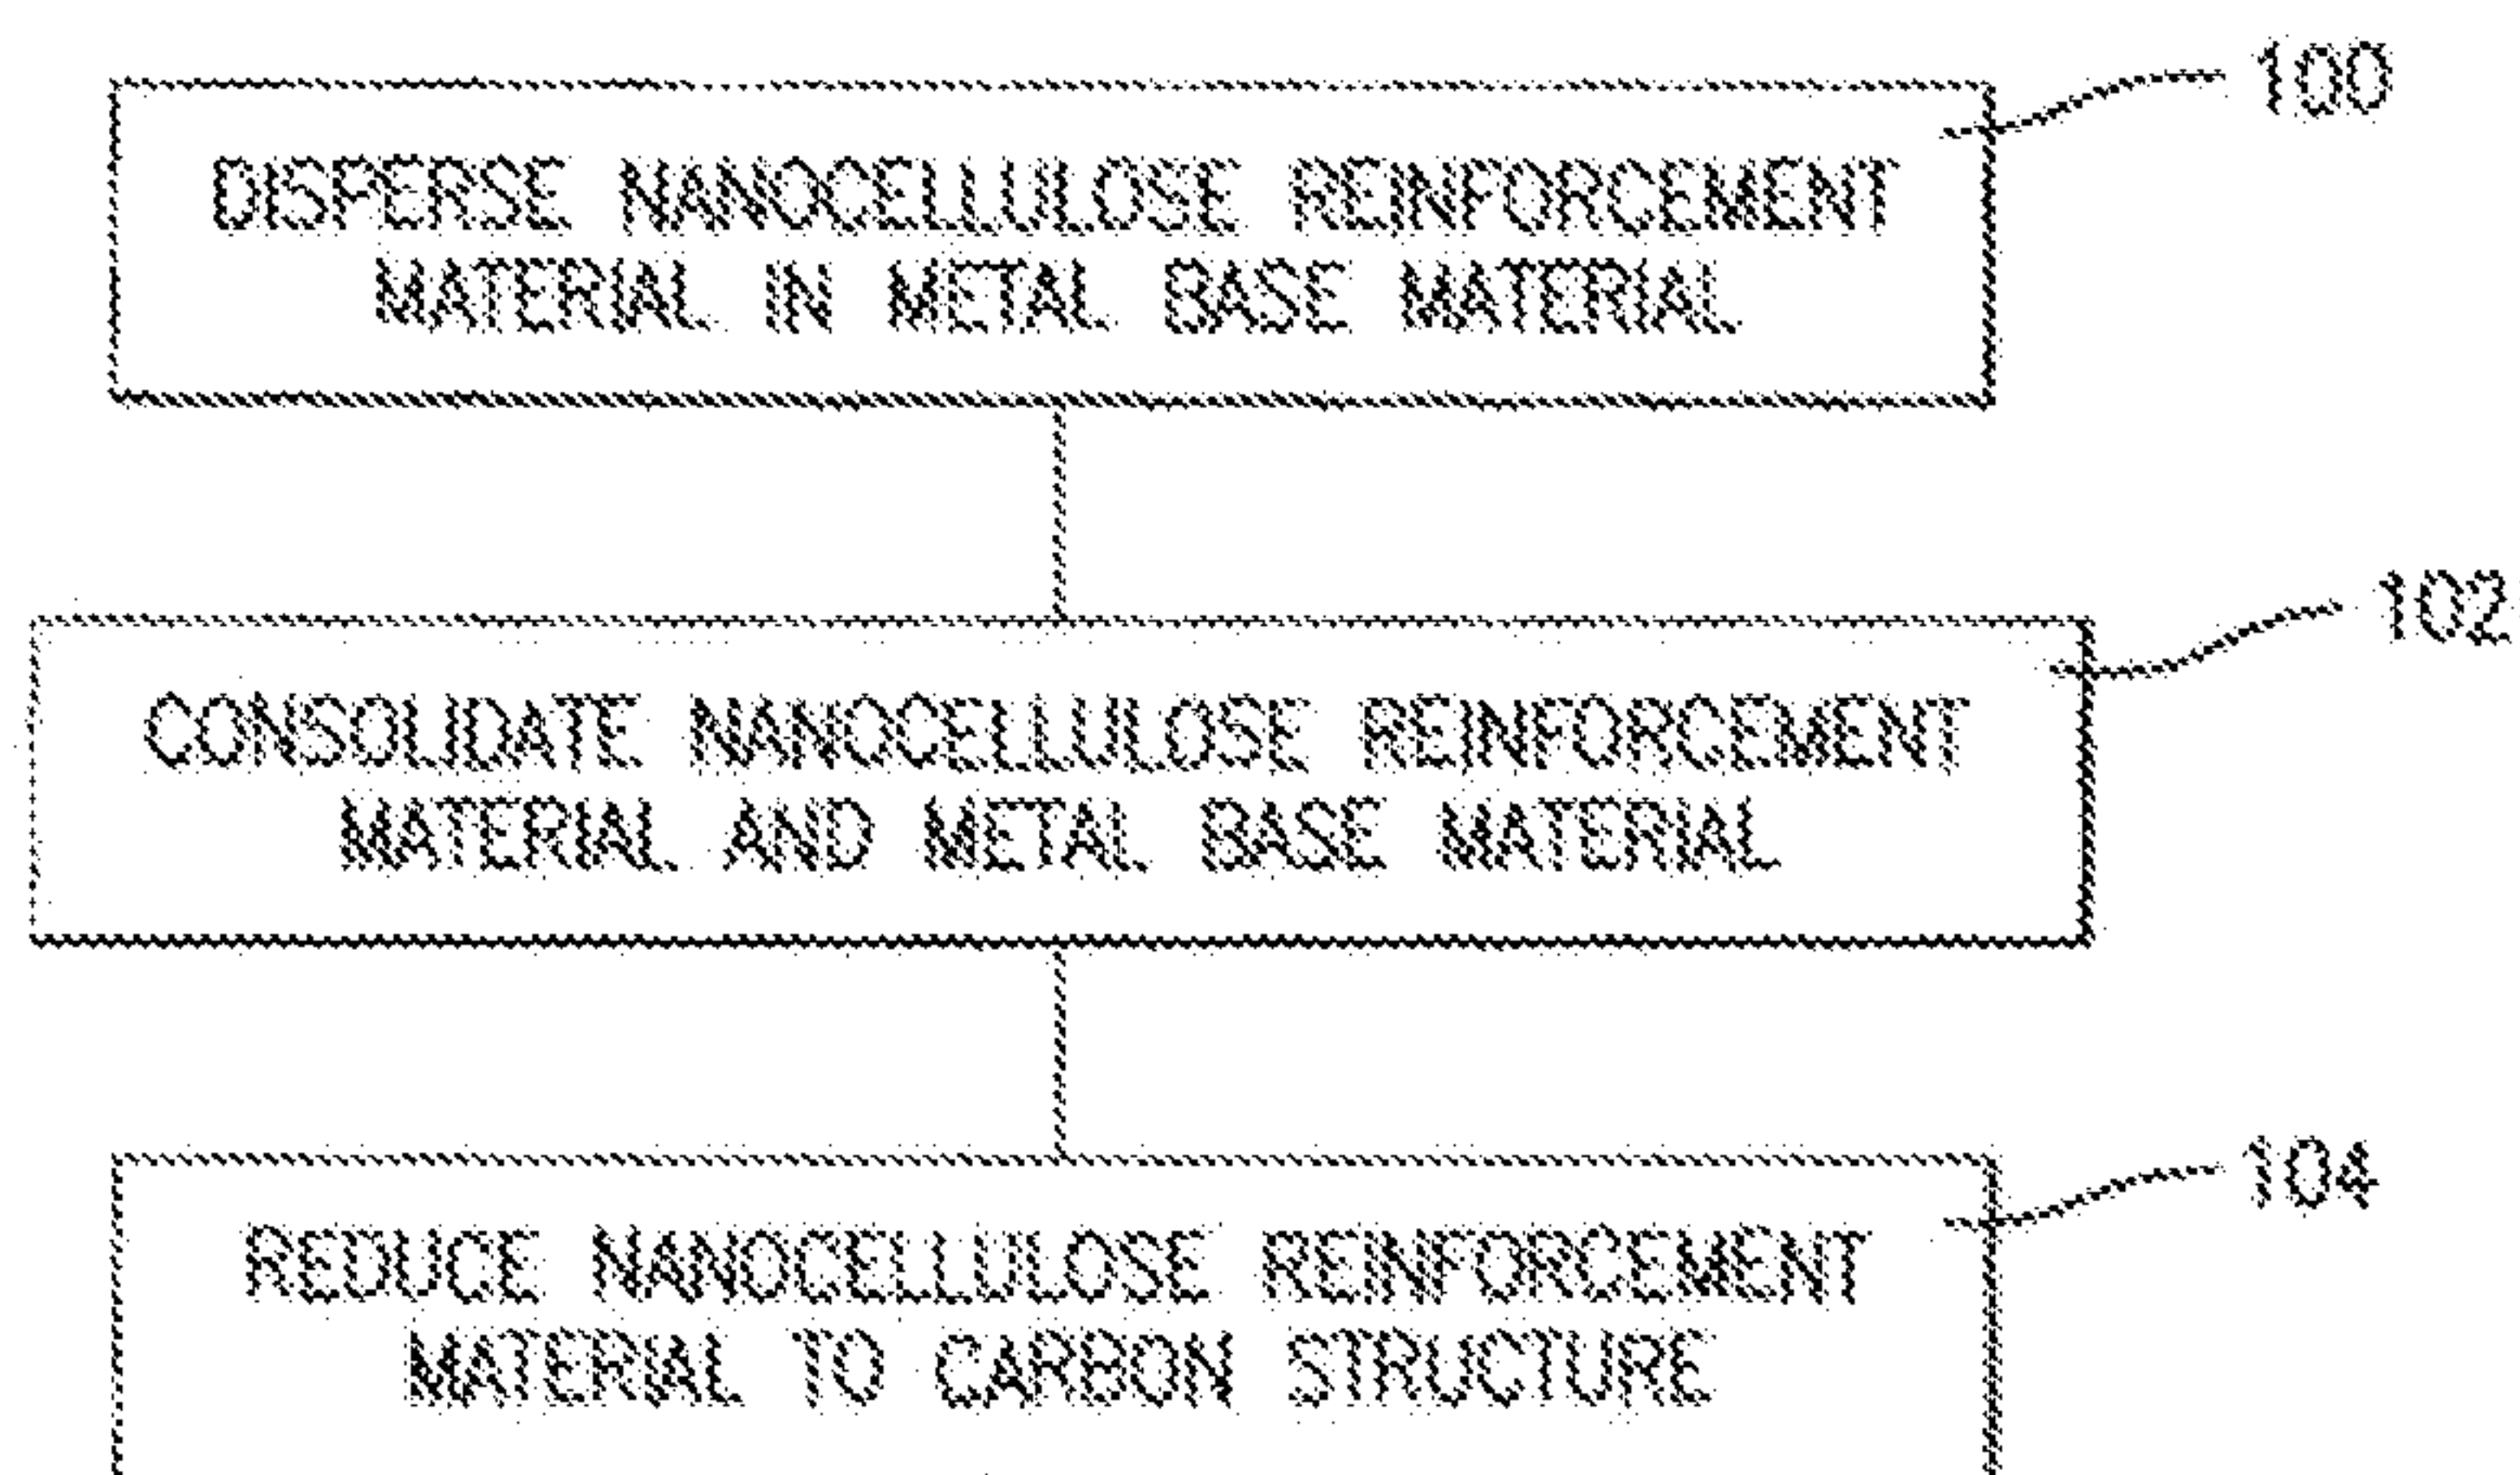 100
DISPERSE NANOCELLULOSE REINFORCEMENT
MATERIAL IN METAL BASE MATERIAL
102
CONSOLIDATE NANOCELLULOSE REINFORCEMENT
MATERIAL AND METAL BASE MATERIAL
104
REDUCE NANOCELLULOSE REINFORCEMENT
MATERIAL TO CARBON STRUCTURE